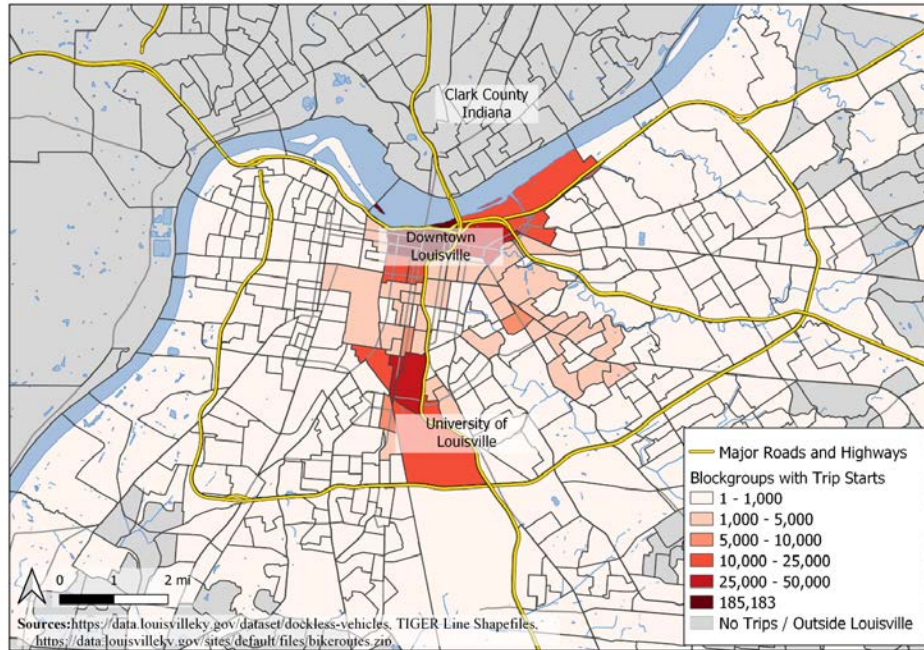 Clark County
Indiana
Downtown
Louisville
University of
Louisville
Major Roads and Highways
Blockgroups with Trip Starts
1 - 1,000
1,000 - 5,000
5,000 - 10,000
10,000 - 25,000
25,000 - 50,000
185,183
No Trips / Outside Louisville
0 1 2 mi
Sources:https://data.louisvilleky.gov/dataset/dockless-vehicles, TIGER Line Shapefiles,
https://data.louisvilleky.gov/sites/default/files/bikeroutes.zip